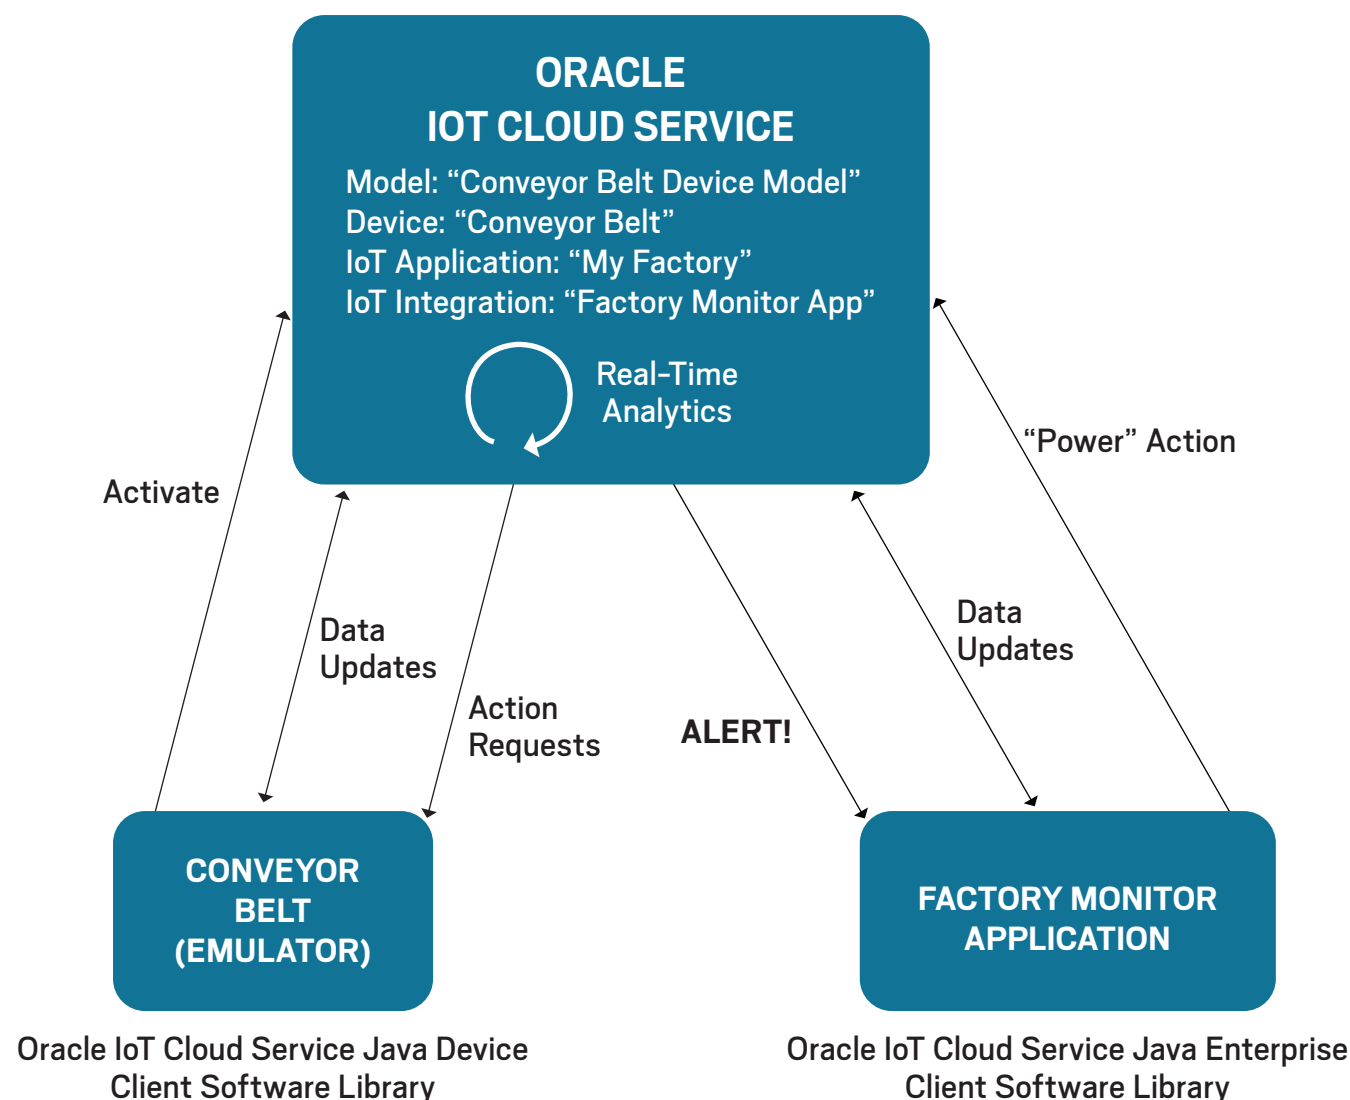 ORACLE
IOT CLOUD SERVICE
Model: “Conveyor Belt Device Model”
Device: “Conveyor Belt”
IoT Application: “My Factory”
IoT Integration: “Factory Monitor App”
Real-Time
Analytics
“Power” Action
Activate
Data
Updates
Data
Updates
Action
Requests
ALERT!
CONVEYOR
BELT
(EMULATOR)
FACTORY MONITOR
APPLICATION
Oracle IoT Cloud Service Java Device
Client Software Library
Oracle IoT Cloud Service Java Enterprise
Client Software Library